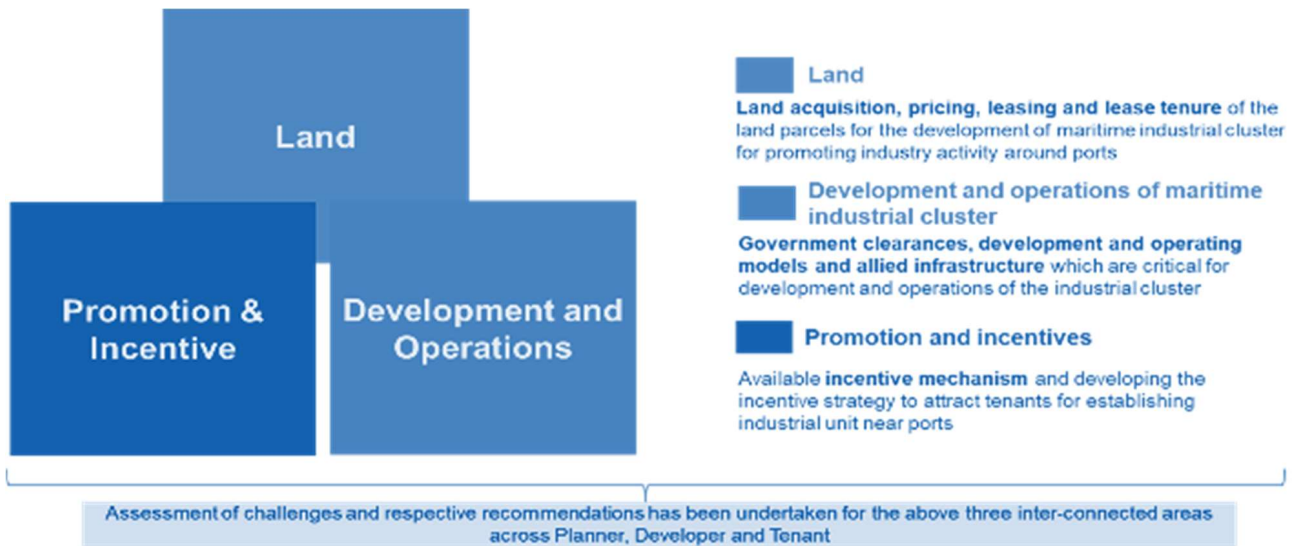 Land
Promotion &
Incentive
Development and
Operations
Land
Land acquisition, pricing, leasing and lease tenure of the
land parcels for the development of maritime industrial cluster
for promoting industry activity around ports
Development and operations of maritime
industrial cluster
Government clearances, development and operating
models and allied infrastructure which are critical for
development and operations of the industrial cluster
Promotion and incentives
Available incentive mechanism and developing the
incentive strategy to attract tenants for establishing
industrial unit near ports
Assessment of challenges and respective recommendations has been undertaken for the above three inter-connected areas
across Planner, Developer and Tenant